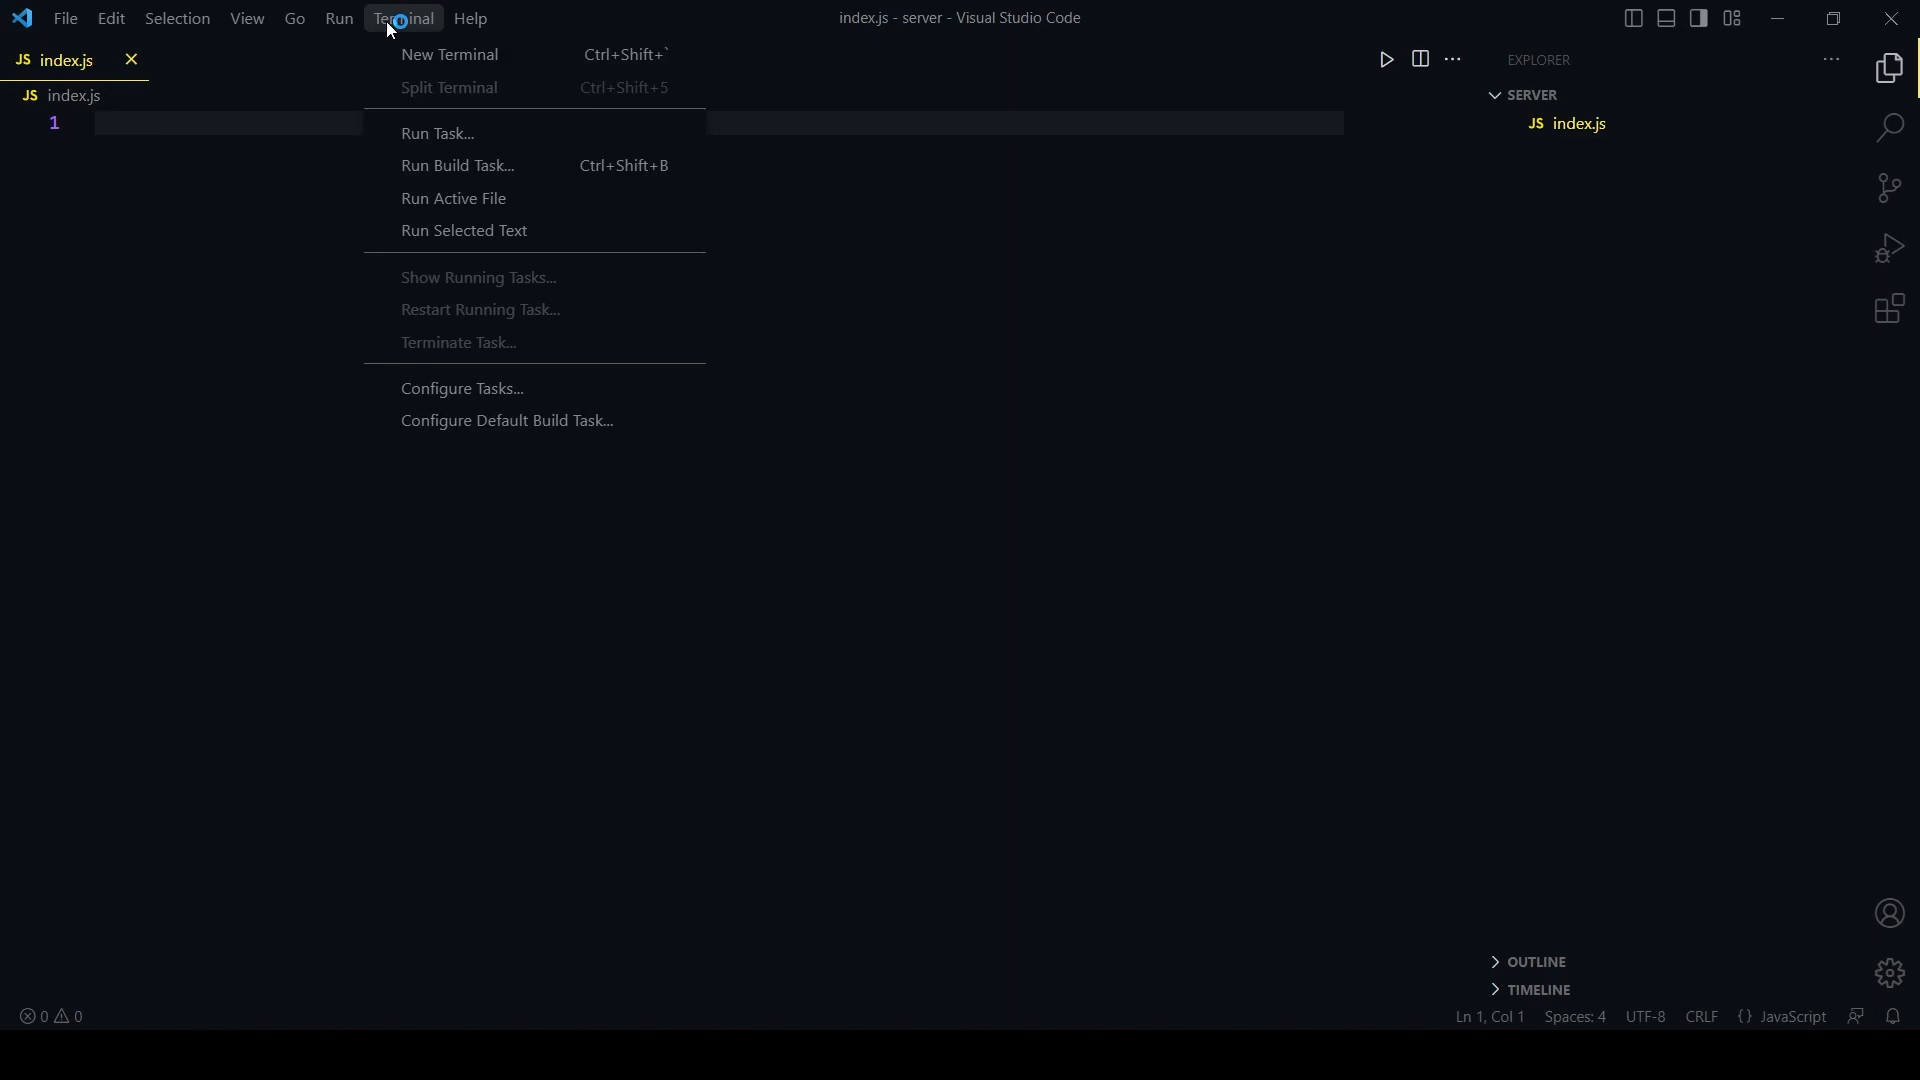 File Edit Selection View Go Run Terminal Help index.js - server - Visual Studio Code
JS index.js
JS index.js
1
New Terminal Ctrl+Shift+`
Split Terminal Ctrl+Shift+5
Run Task...
Run Build Task... Ctrl+Shift+B
Run Active File
Run Selected Text
Show Running Tasks...
Restart Running Task...
Terminate Task...
Configure Tasks...
Configure Default Build Task...
EXPLORER
SERVER
JS index.js
OUTLINE
TIMELINE
0 0 Ln 1, Col 1 Spaces: 4 UTF-8 CRLF {} JavaScript